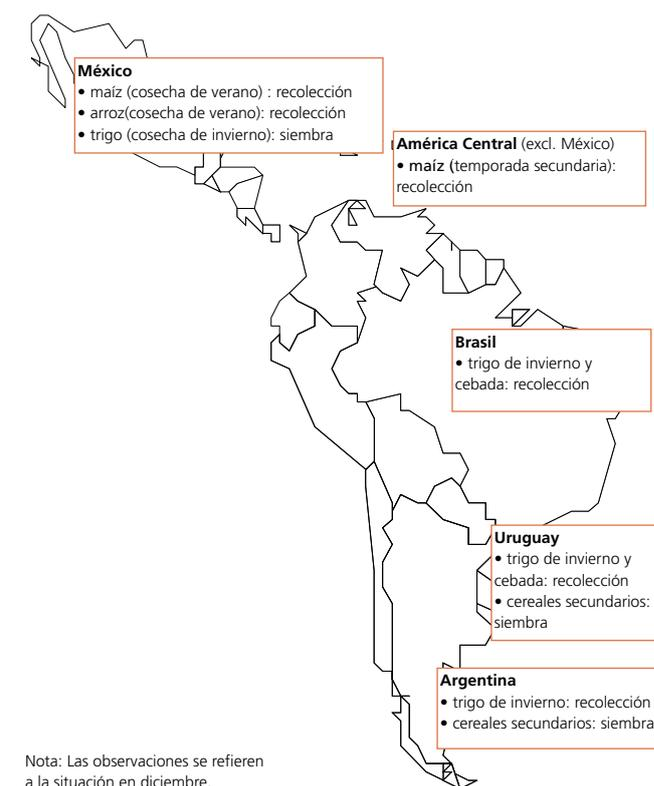 México
• maíz (cosecha de verano) : recolección
• arroz(cosecha de verano): recolección
• trigo (cosecha de invierno): siembra
América Central (excl. México)
• maíz (temporada secundaria):
recolección
Brasil
• trigo de invierno y
cebada: recolección
Uruguay
• trigo de invierno y
cebada: recolección
• cereales secundarios:
siembra
Argentina
• trigo de invierno: recolección
• cereales secundarios: siembra
Nota: Las observaciones se refieren
a la situación en diciembre.